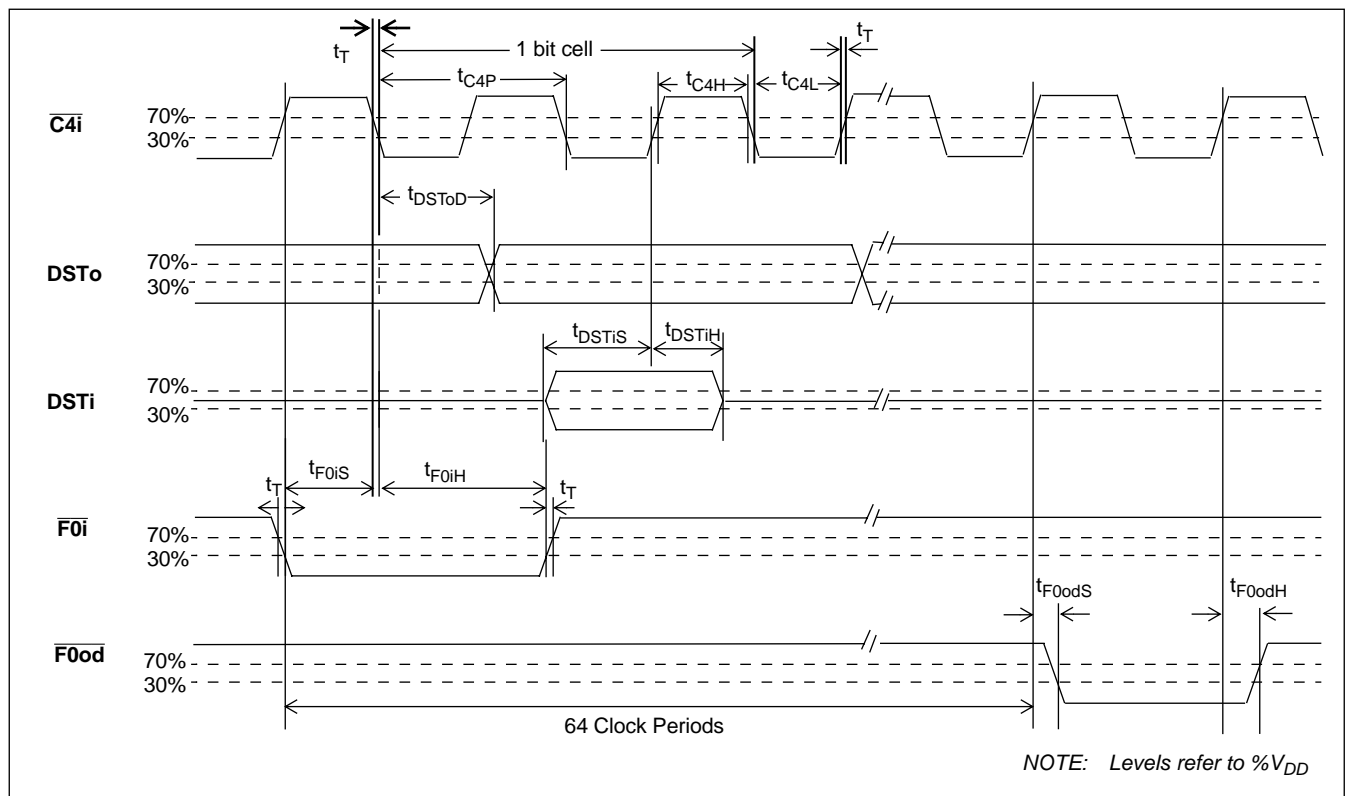 tT
1 bit cell
tT
tC4P
tC4H
tC4L
C4i
70%
30%
tDSToD
DSTo
70%
30%
tDSTiS
tDSTiH
DSTi
70%
30%
tF0iS
tF0iH
tT
tT
F0i
70%
30%
tF0odS
tF0odH
F0od
70%
30%
64 Clock Periods
NOTE: Levels refer to %VDD